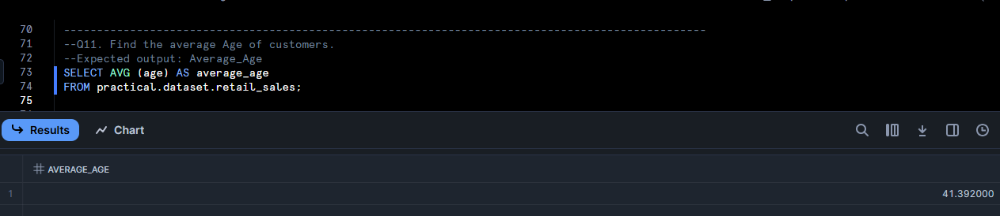 70 ------------------------------------------------------------------------------------------------
71 --Q11. Find the average Age of customers.
72 --Expected output: Average_Age
73 SELECT AVG (age) AS average_age
74 FROM practical.dataset.retail_sales;
75
Results Chart
# AVERAGE_AGE
1 41.392000